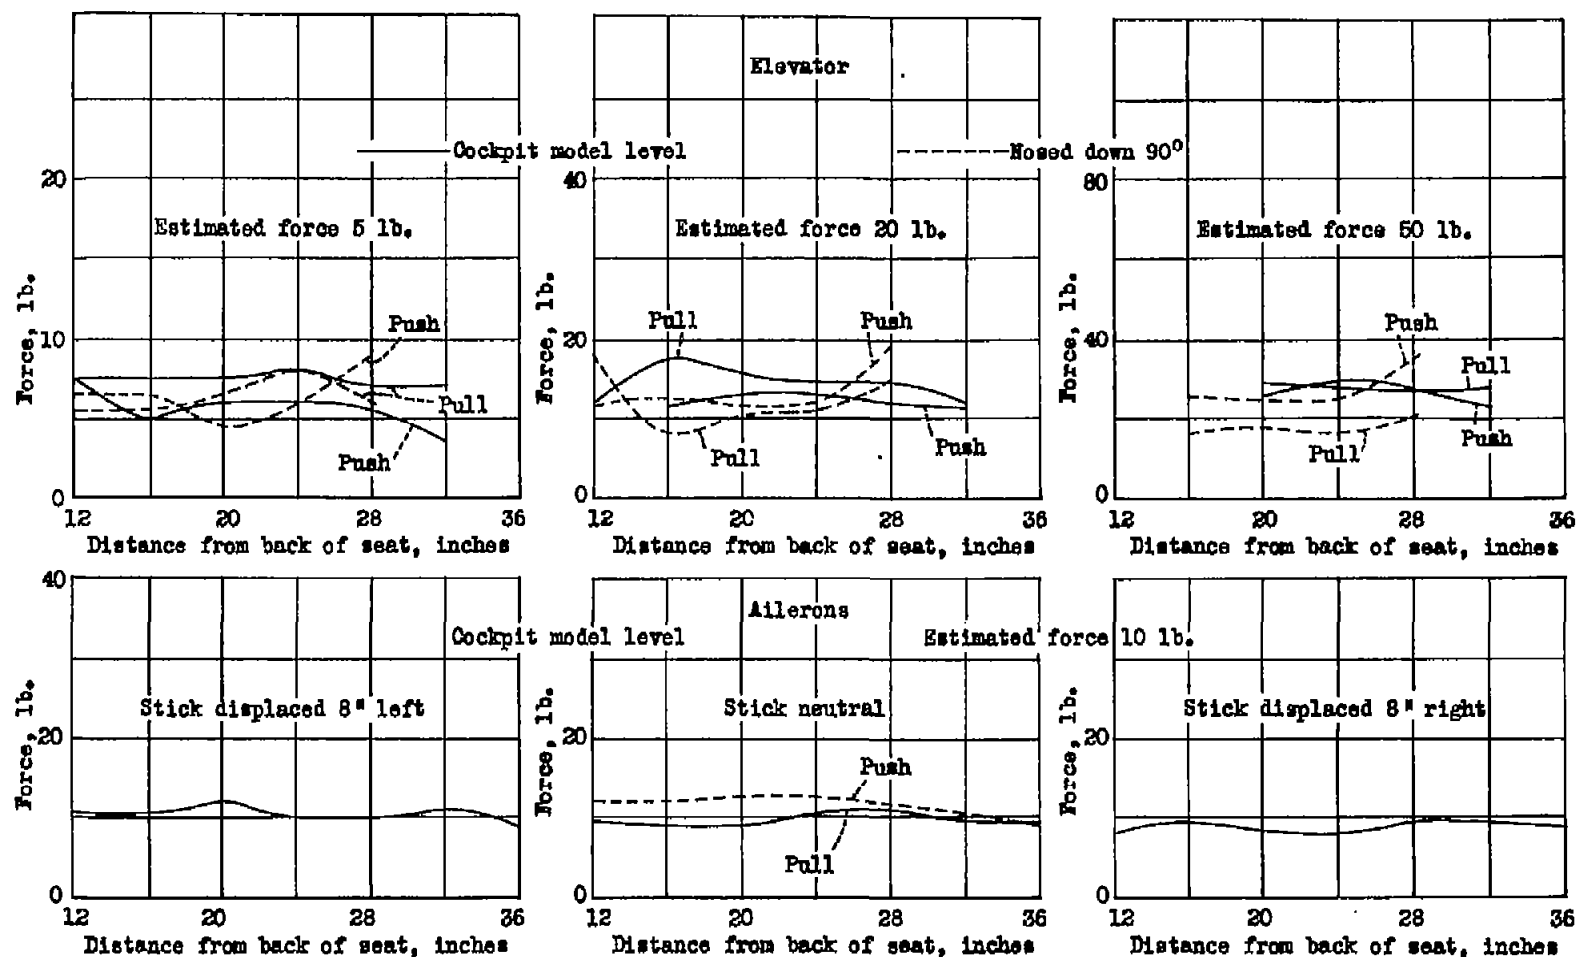 Elevator
Cockpit model level
Nosed down 90°
20
40
80
Estimated force 5 lb.
Estimated force 20 lb.
Estimated force 50 lb.
Force, lb.
Force, lb.
Force, lb.
Push
Pull
Push
Push
10
20
40
Pull
Pull
Push
Pull
Push
Pull
Push
0
0
0
12 20 28 36
12 20 28 36
12 20 28 36
Distance from back of seat, inches
Distance from back of seat, inches
Distance from back of seat, inches
40
Ailerons
Cockpit model level
Estimated force 10 lb.
Stick displaced 8" left
Stick neutral
Stick displaced 8" right
Force, lb.
Force, lb.
Force, lb.
20
20
20
Push
Pull
0
0
0
12 20 28 36
12 20 28 36
12 20 28 36
Distance from back of seat, inches
Distance from back of seat, inches
Distance from back of seat, inches